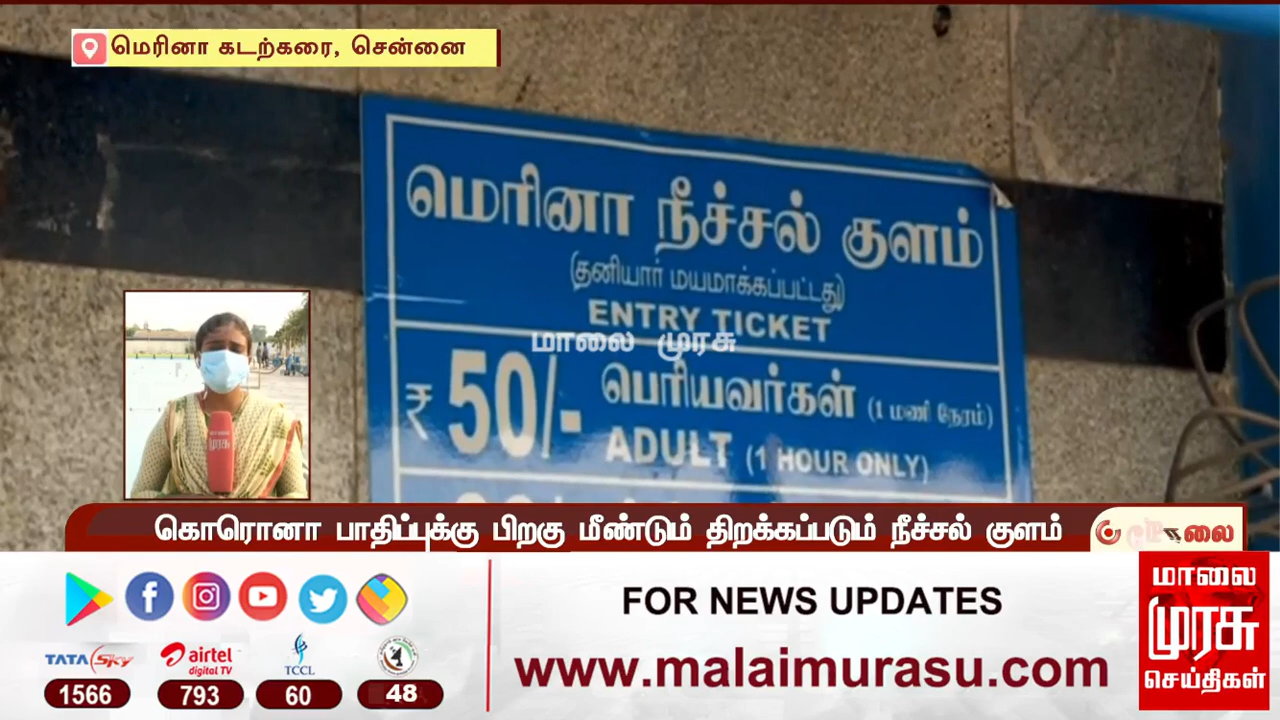 மெரினா கடற்கரை, சென்னை
மெரினா நீச்சல் குளம்
(தனியார் மயமாக்கப்பட்டது)
ENTRY TICKET
மாலை முரசு
₹ 50/- பெரியவர்கள் (1 மணி நேரம்)
ADULT (1 HOUR ONLY)
முரசு
கொரொனா பாதிப்புக்கு பிறகு மீண்டும் திறக்கப்படும் நீச்சல் குளம்
FOR NEWS UPDATES
www.malaimurasu.com
TATA Sky
1566
airtel
digital TV
793
TCCL
60
48
மாலை
முரசு
செய்திகள்